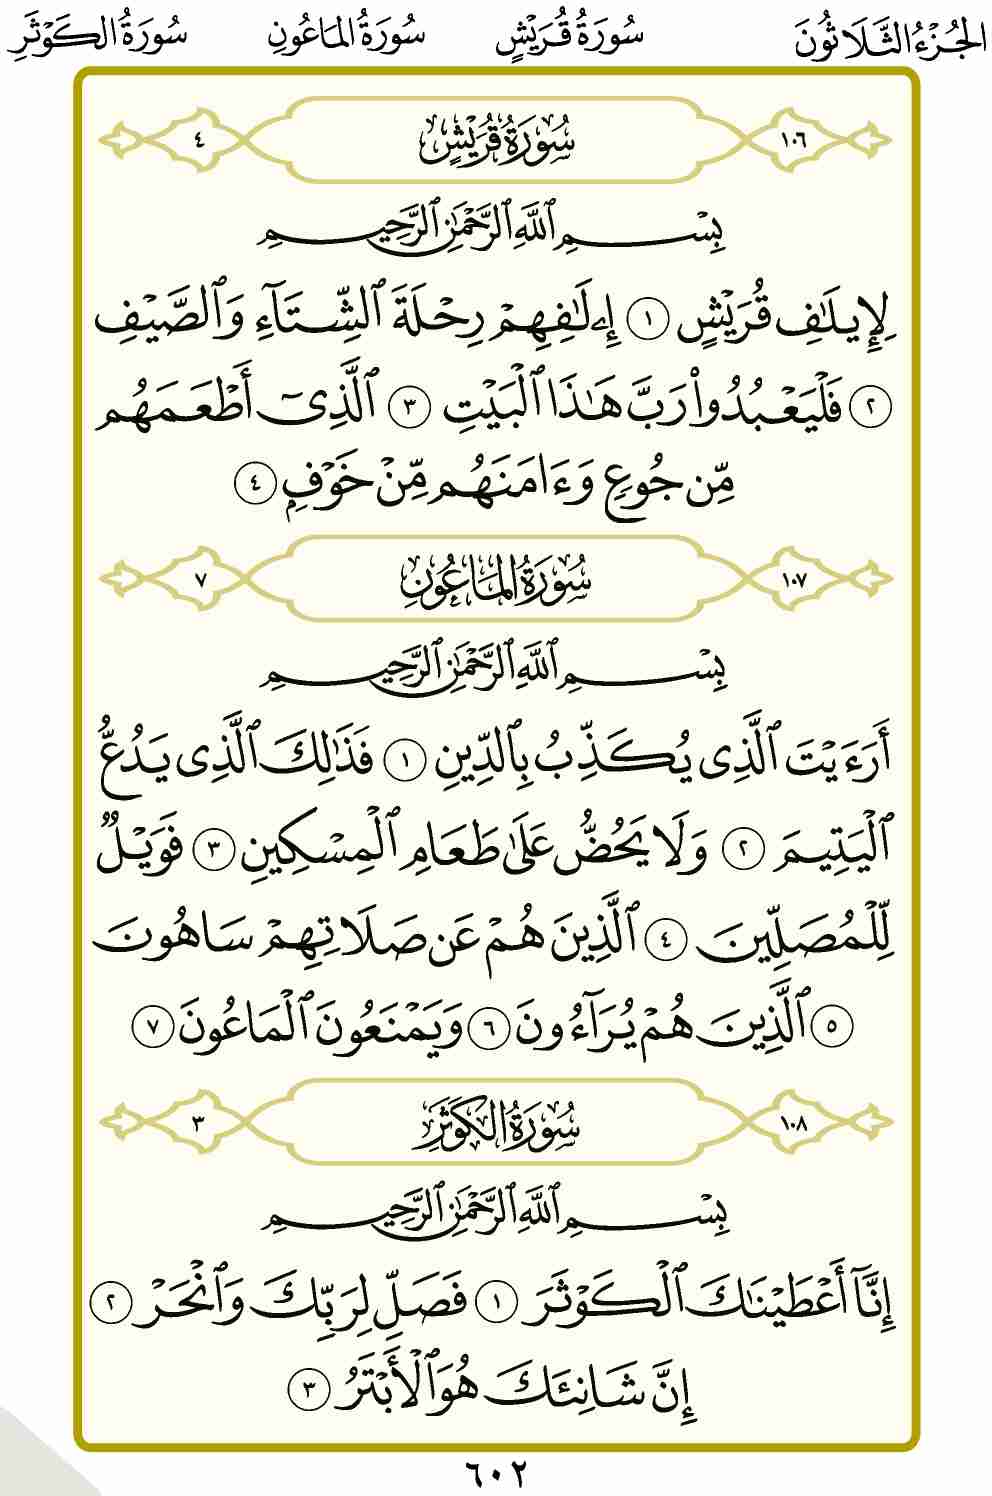 الجُزْءُ الثَّلَاثُونَ سُورَةُ قُرَيْشٍ سُورَةُ المَاعُونِ سُورَةُ الكَوْثَرِ
١٠٦ سُورَةُ قُرَيْشٍ ٤
بِسْمِ ٱللَّهِ ٱلرَّحْمَٰنِ ٱلرَّحِيمِ
لِإِيلَٰفِ قُرَيْشٍ ١ إِۦلَٰفِهِمْ رِحْلَةَ ٱلشِّتَآءِ وَٱلصَّيْفِ
٢ فَلْيَعْبُدُوا۟ رَبَّ هَٰذَا ٱلْبَيْتِ ٣ ٱلَّذِىٓ أَطْعَمَهُم
مِّن جُوعٍ وَءَامَنَهُم مِّنْ خَوْفٍۭ ٤
١٠٧ سُورَةُ المَاعُونِ ٧
بِسْمِ ٱللَّهِ ٱلرَّحْمَٰنِ ٱلرَّحِيمِ
أَرَءَيْتَ ٱلَّذِى يُكَذِّبُ بِٱلدِّينِ ١ فَذَٰلِكَ ٱلَّذِى يَدُعُّ
ٱلْيَتِيمَ ٢ وَلَا يَحُضُّ عَلَىٰ طَعَامِ ٱلْمِسْكِينِ ٣ فَوَيْلٌ
لِّلْمُصَلِّينَ ٤ ٱلَّذِينَ هُمْ عَن صَلَاتِهِمْ سَاهُونَ
٥ ٱلَّذِينَ هُمْ يُرَآءُونَ ٦ وَيَمْنَعُونَ ٱلْمَاعُونَ ٧
١٠٨ سُورَةُ الكَوْثَرِ ٣
بِسْمِ ٱللَّهِ ٱلرَّحْمَٰنِ ٱلرَّحِيمِ
إِنَّآ أَعْطَيْنَٰكَ ٱلْكَوْثَرَ ١ فَصَلِّ لِرَبِّكَ وَٱنْحَرْ ٢
إِنَّ شَانِئَكَ هُوَ ٱلْأَبْتَرُ ٣
٦٠٢